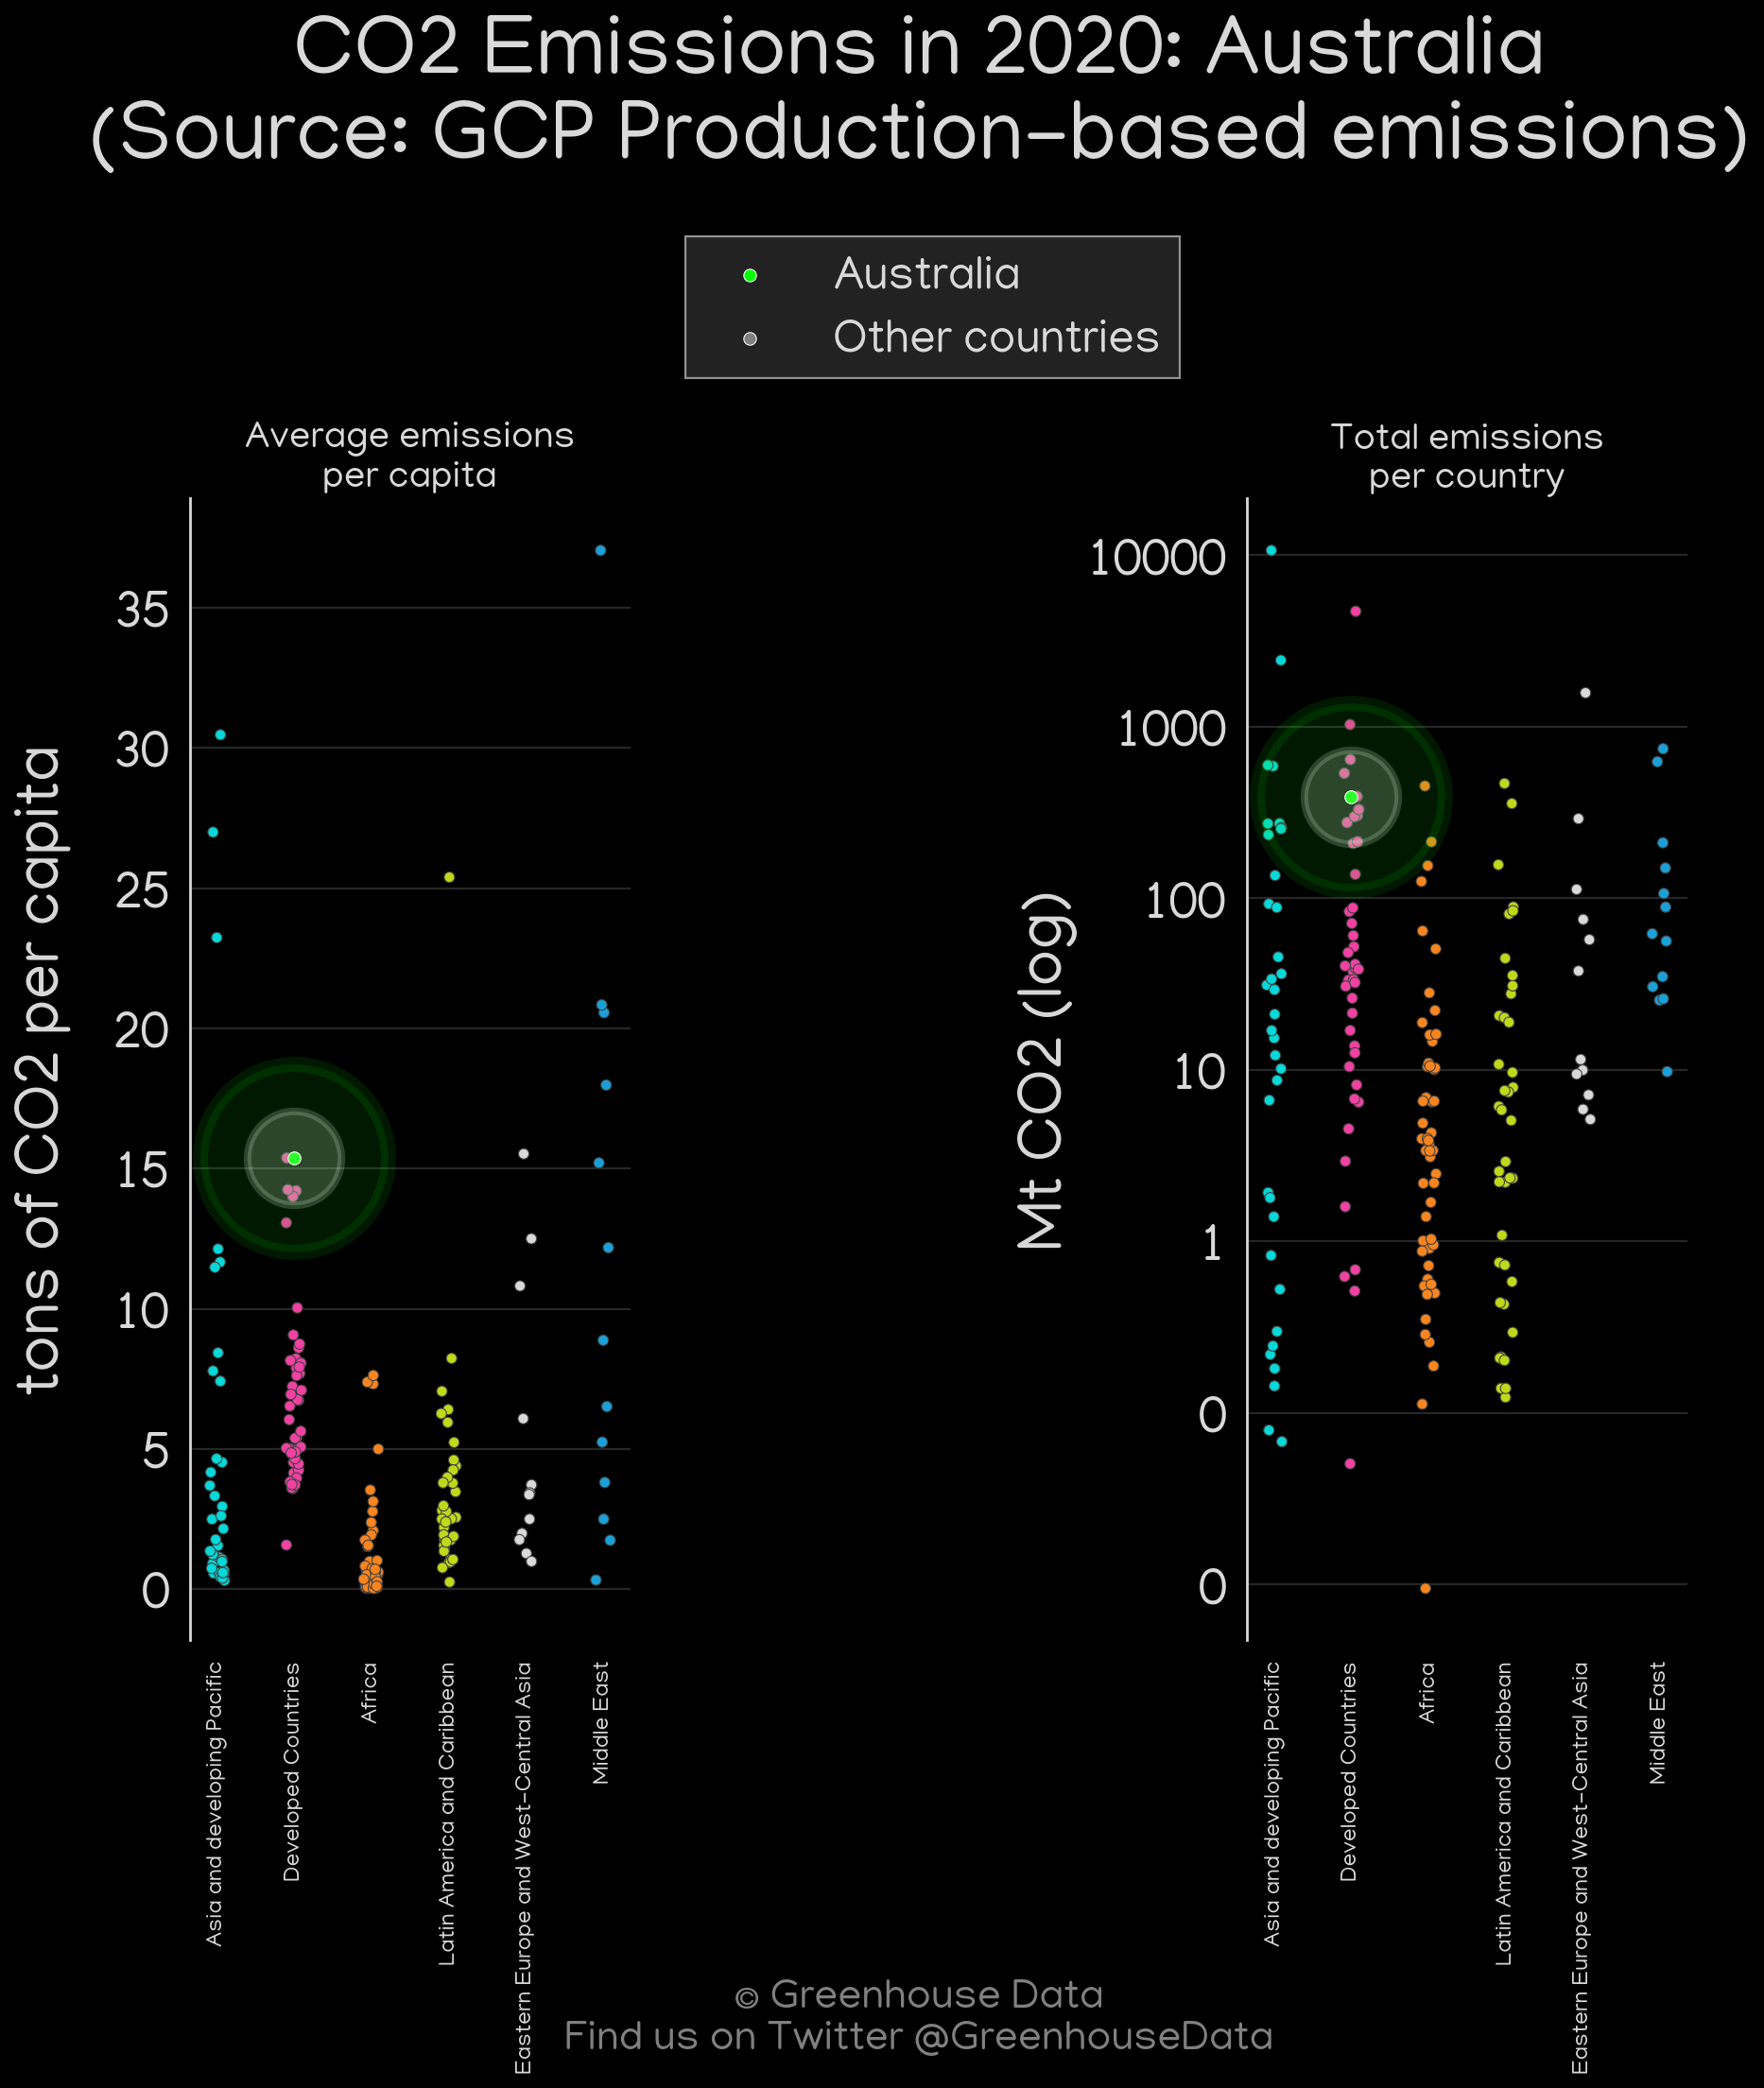 CO2 Emissions in 2020: Australia
(Source: GCP Production-based emissions)
Australia
Other countries
Average emissions
per capita
tons of CO2 per capita
35
30
25
20
15
10
5
0
Asia and developing Pacific
Developed Countries
Africa
Latin America and Caribbean
Eastern Europe and West-Central Asia
Middle East
Total emissions
per country
Mt CO2 (log)
10000
1000
100
10
1
0
0
Asia and developing Pacific
Developed Countries
Africa
Latin America and Caribbean
Eastern Europe and West-Central Asia
Middle East
© Greenhouse Data
Find us on Twitter @GreenhouseData